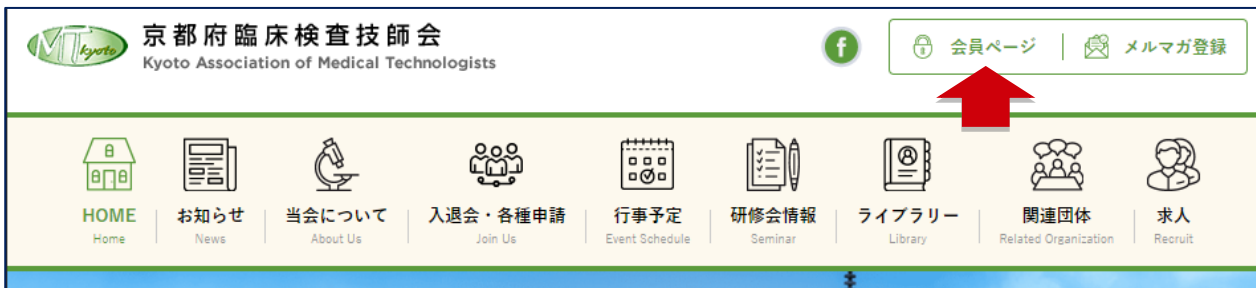 MT kyoto
京都府臨床検査技師会
Kyoto Association of Medical Technologists
f
会員ページ
メルマガ登録
HOME
Home
お知らせ
News
当会について
About Us
入退会・各種申請
Join Us
行事予定
Event Schedule
研修会情報
Seminar
ライブラリー
Library
関連団体
Related Organization
求人
Recruit